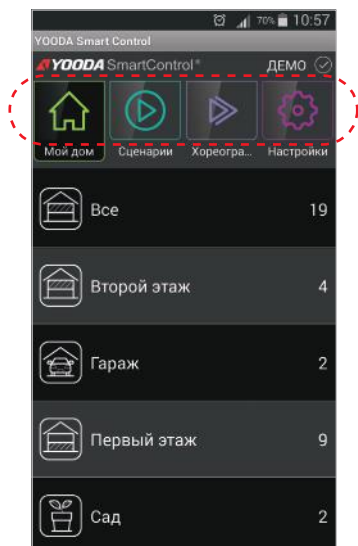 70% 10:57
YOODA Smart Control
YOODA SmartControl® ДЕМО
Мой дом Сценарии Хореогра... Настройки
Все 19
Второй этаж 4
Гараж 2
Первый этаж 9
Сад 2